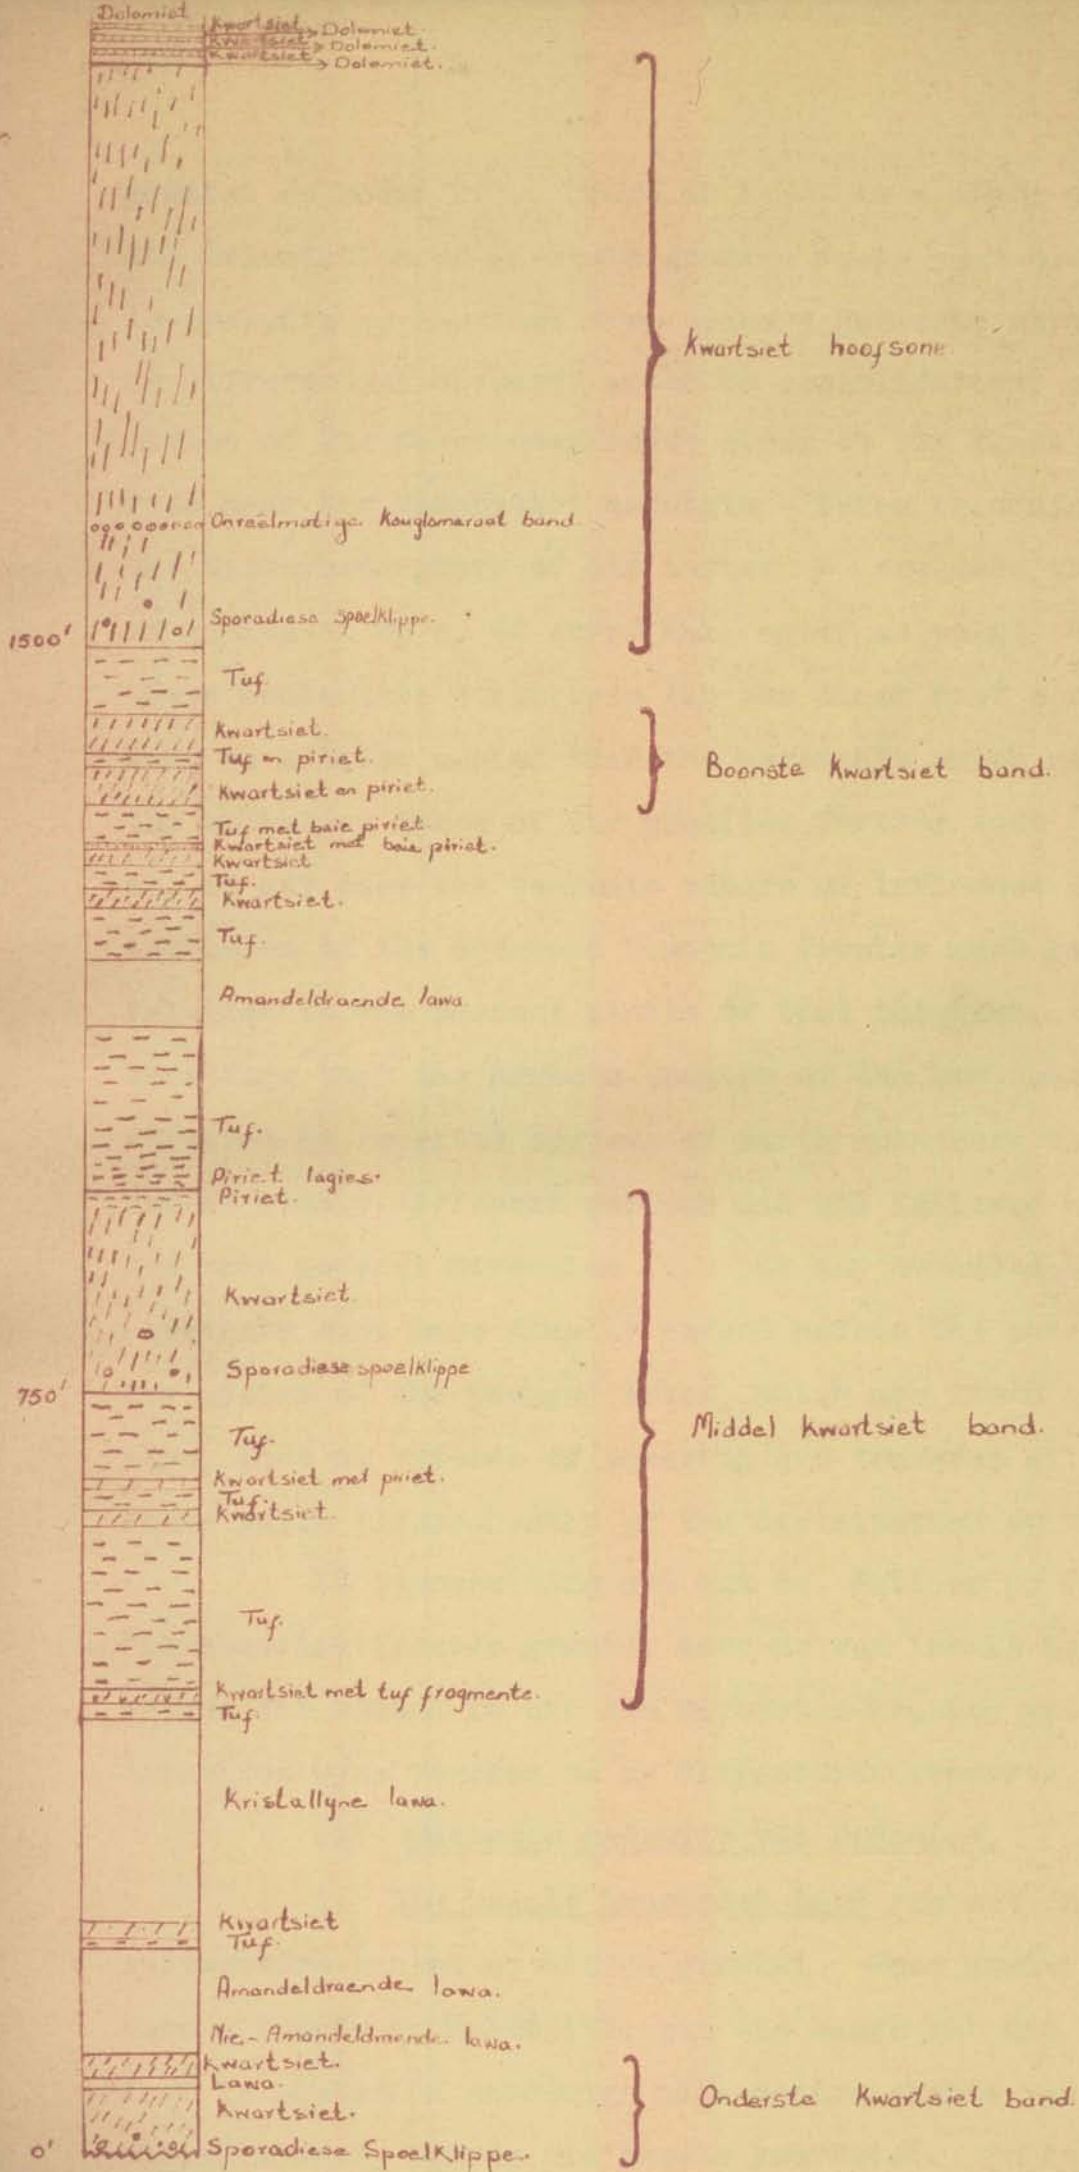 Dolomiet
Kwartsiet Dolomiet.
Kwartsiet Dolomiet.
Kwartsiet Dolomiet.
Kwartsiet hoofsone
Onreëlmatige Konglomeraat band
Sporadiese spoelklippe.
1500'
Tuf
Kwartsiet.
Tuf en piriet.
Boonste Kwartsiet band.
Kwartsiet en piriet.
Tuf met baie piriet
Kwartsiet met baie piriet.
Kwartsiet
Tuf.
Kwartsiet.
Tuf.
Amandeldraende lawa
Tuf.
Piriet lagies.
Piriet.
Kwartsiet
Sporadiese spoelklippe
750'
Middel Kwartsiet band.
Tuf.
Kwartsiet met piriet.
Tuf.
Kwartsiet.
Tuf.
Kwartsiet met tuf fragmente.
Tuf.
Kristallyne lawa.
Kwartsiet
Tuf.
Amandeldraende lawa.
Nie-Amandeldraende lawa.
Kwartsiet.
Lawa.
Onderste Kwartsiet band.
Kwartsiet.
0'
Sporadiese Spoelklippe.